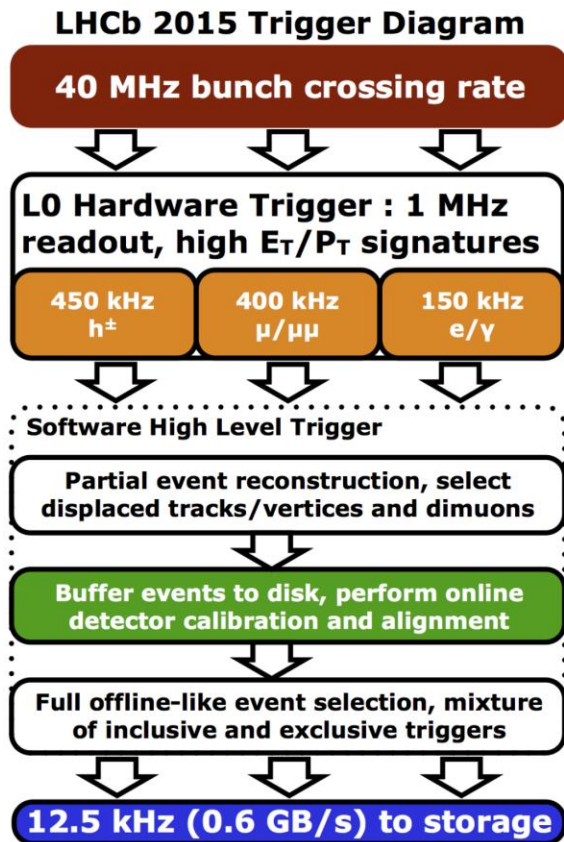 LHCb 2015 Trigger Diagram
40 MHz bunch crossing rate
L0 Hardware Trigger : 1 MHz
readout, high E_T/P_T signatures
450 kHz
h±
400 kHz
μ/μμ
150 kHz
e/γ
Software High Level Trigger
Partial event reconstruction, select
displaced tracks/vertices and dimuons
Buffer events to disk, perform online
detector calibration and alignment
Full offline-like event selection, mixture
of inclusive and exclusive triggers
12.5 kHz (0.6 GB/s) to storage